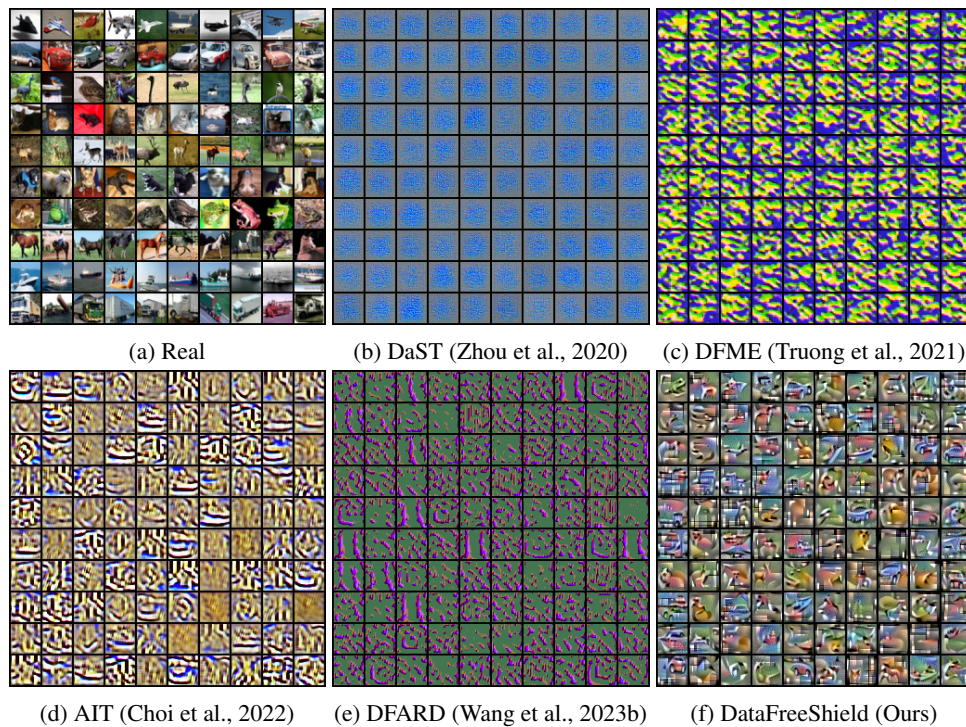 (a) Real
(b) DaST (Zhou et al., 2020)
(c) DFME (Truong et al., 2021)
(d) AIT (Choi et al., 2022)
(e) DFARD (Wang et al., 2023b)
(f) DataFreeShield (Ours)